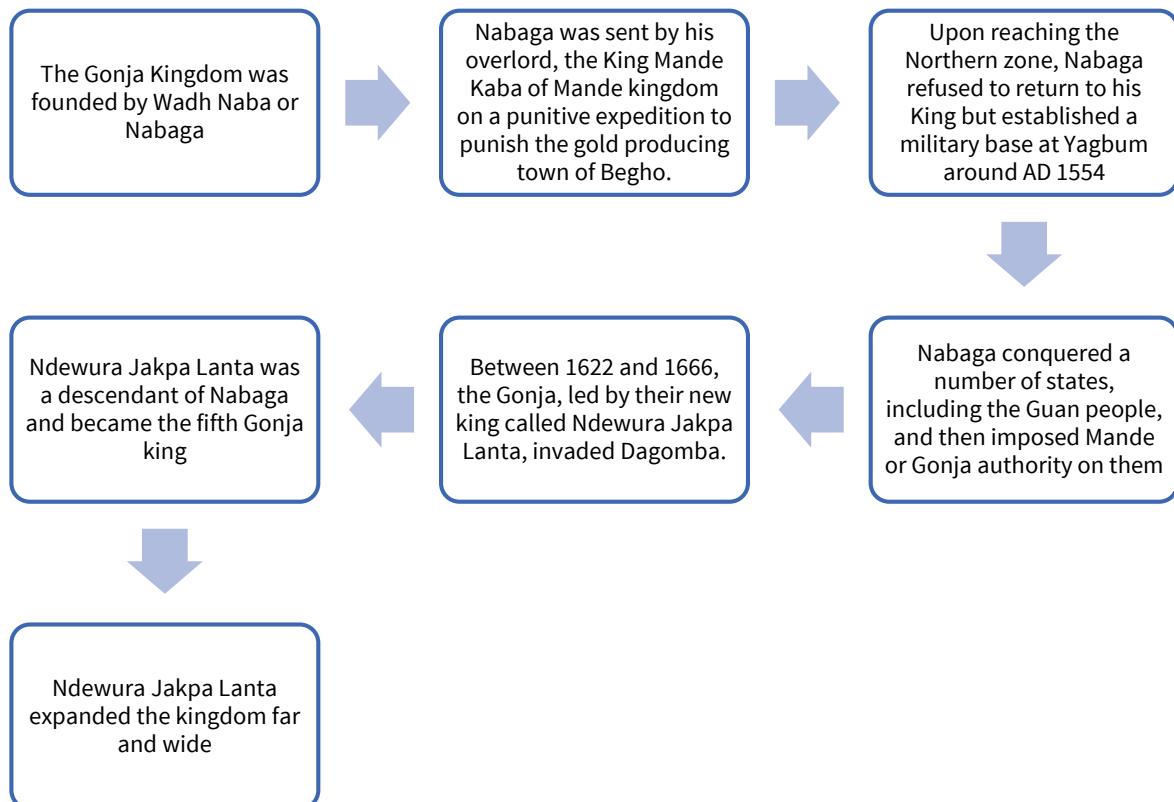 The Gonja Kingdom was
founded by Wadh Naba or
Nabaga
Nabaga was sent by his
overlord, the King Mande
Kaba of Mande kingdom
on a punitive expedition to
punish the gold producing
town of Begho.
Upon reaching the
Northern zone, Nabaga
refused to return to his
King but established a
military base at Yagbum
around AD 1554
Nabaga conquered a
number of states,
including the Guan people,
and then imposed Mande
or Gonja authority on them
Between 1622 and 1666,
the Gonja, led by their new
king called Ndewura Jakpa
Lanta, invaded Dagomba.
Ndewura Jakpa Lanta was
a descendant of Nabaga
and became the fifth Gonja
king
Ndewura Jakpa Lanta
expanded the kingdom far
and wide